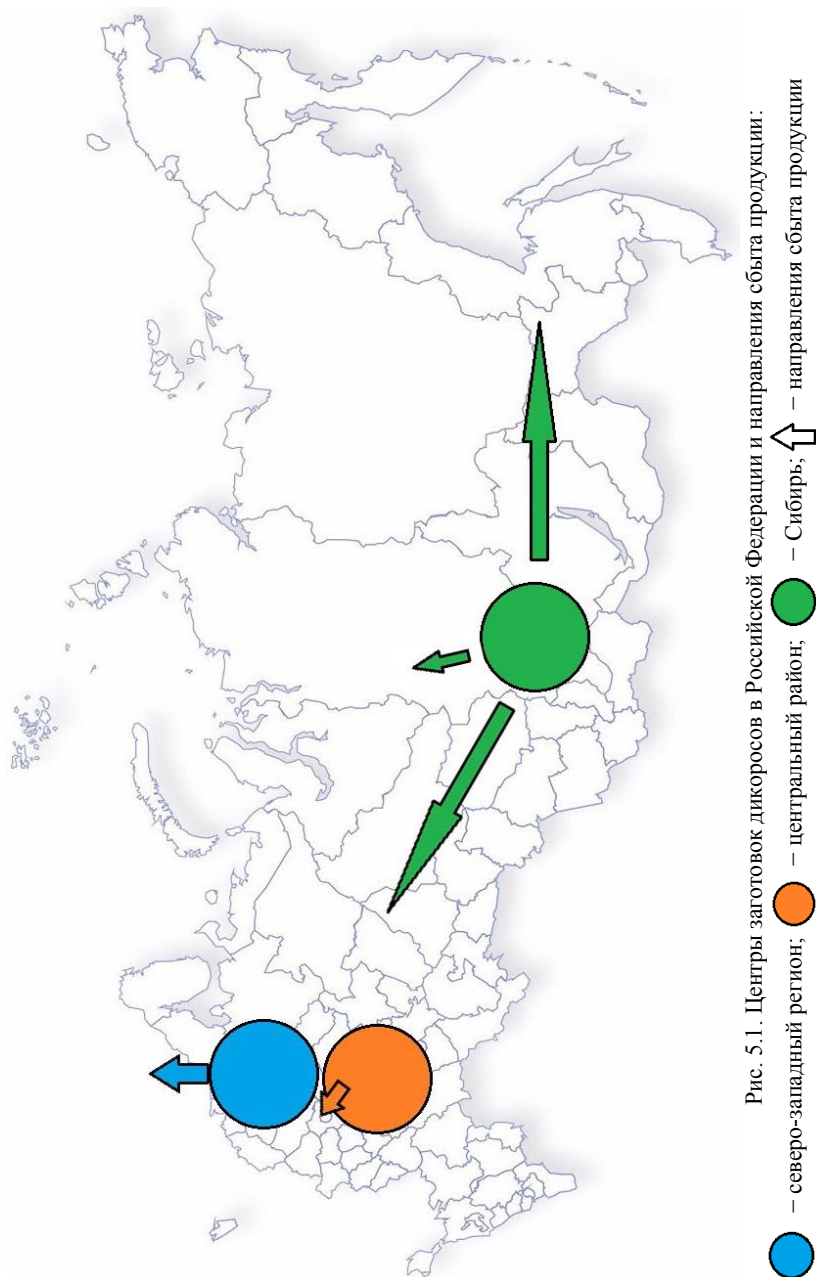 Рис. 5.1. Центры заготовок дикоросов в Российской Федерации и направления сбыта продукции:
– северо-западный регион; – центральный район; – Сибирь; – направления сбыта продукции